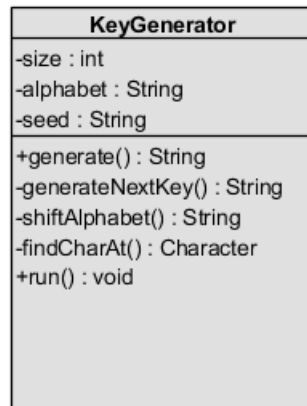 KeyGenerator
-size : int
-alphabet : String
-seed : String
+generate() : String
-generateNextKey() : String
-shiftAlphabet() : String
-findCharAt() : Character
+run() : void